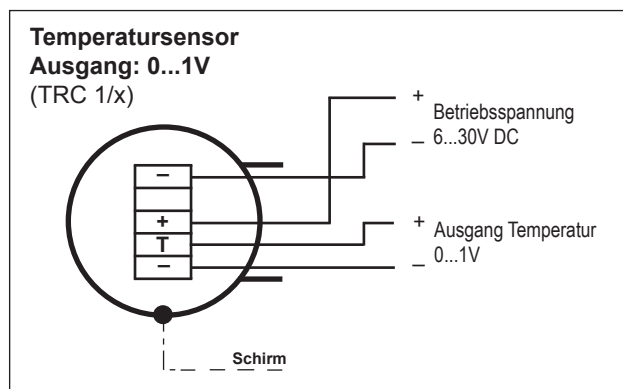 Temperatursensor
Ausgang: 0...1V
(TRC 1/x)
−
+
T
−
+
Betriebsspannung
− 6...30V DC
+
Ausgang Temperatur
0...1V
−
Schirm